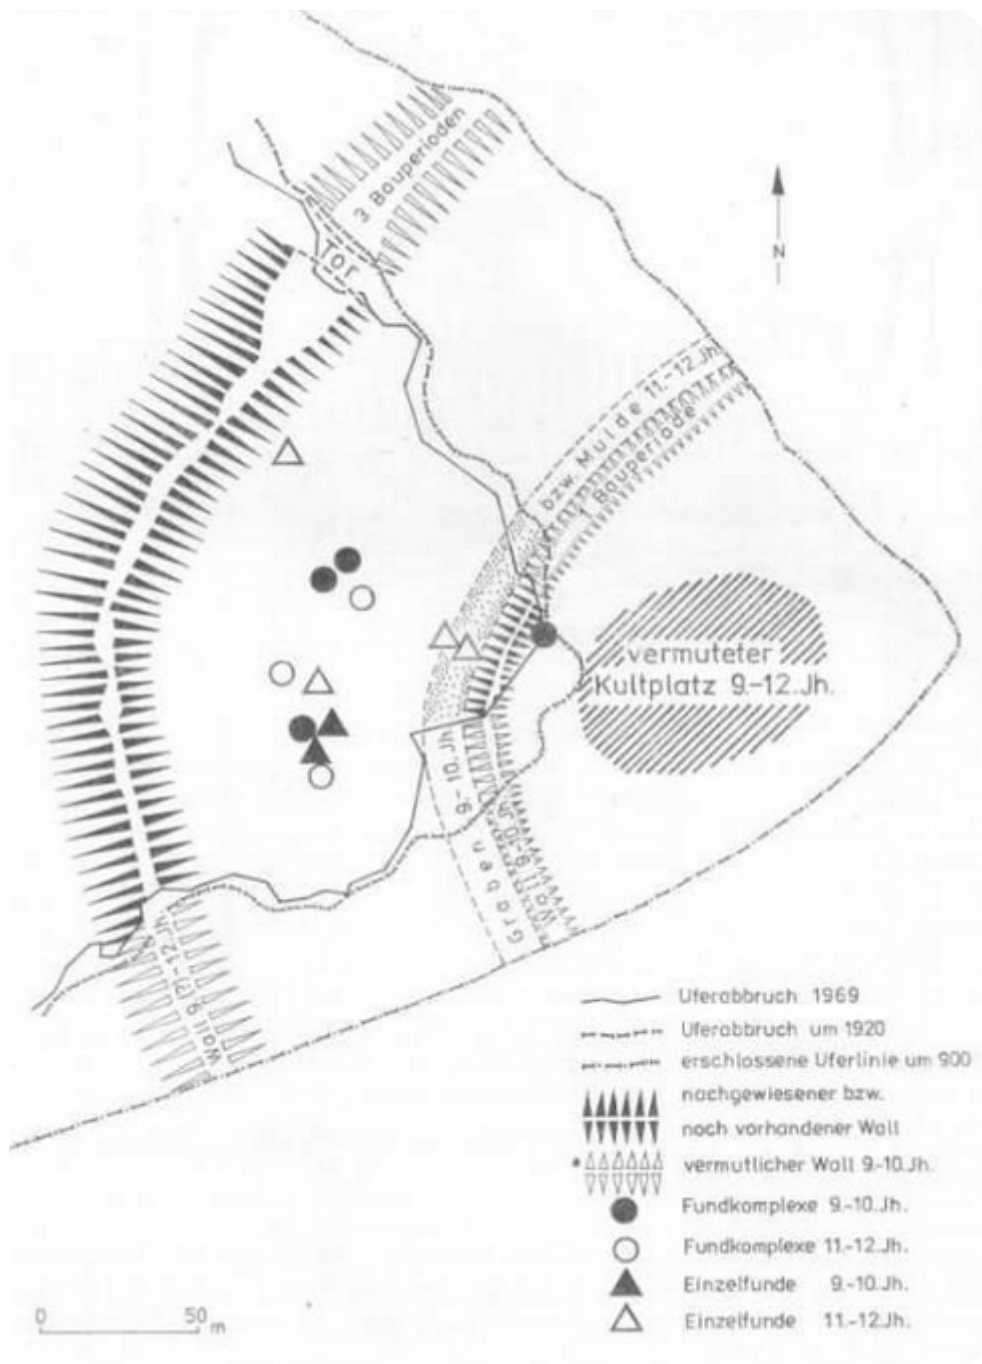 3 Bauperioden
N
Tor
bzw. Mulde 11.-12.Jh.
1 Bauperiode
vermuteter
Kultplatz 9.-12.Jh.
Graben 9.-10.Jh.
Wall 9.-10.Jh.
Wall 9(?)-12.Jh.
Uferabbruch 1969
Uferabbruch um 1920
erschlossene Uferlinie um 900
nachgewiesener bzw.
noch vorhandener Wall
vermutlicher Wall 9.-10.Jh.
Fundkomplexe 9.-10.Jh.
Fundkomplexe 11.-12.Jh.
Einzelfunde 9.-10.Jh.
Einzelfunde 11.-12.Jh.
0 50 m